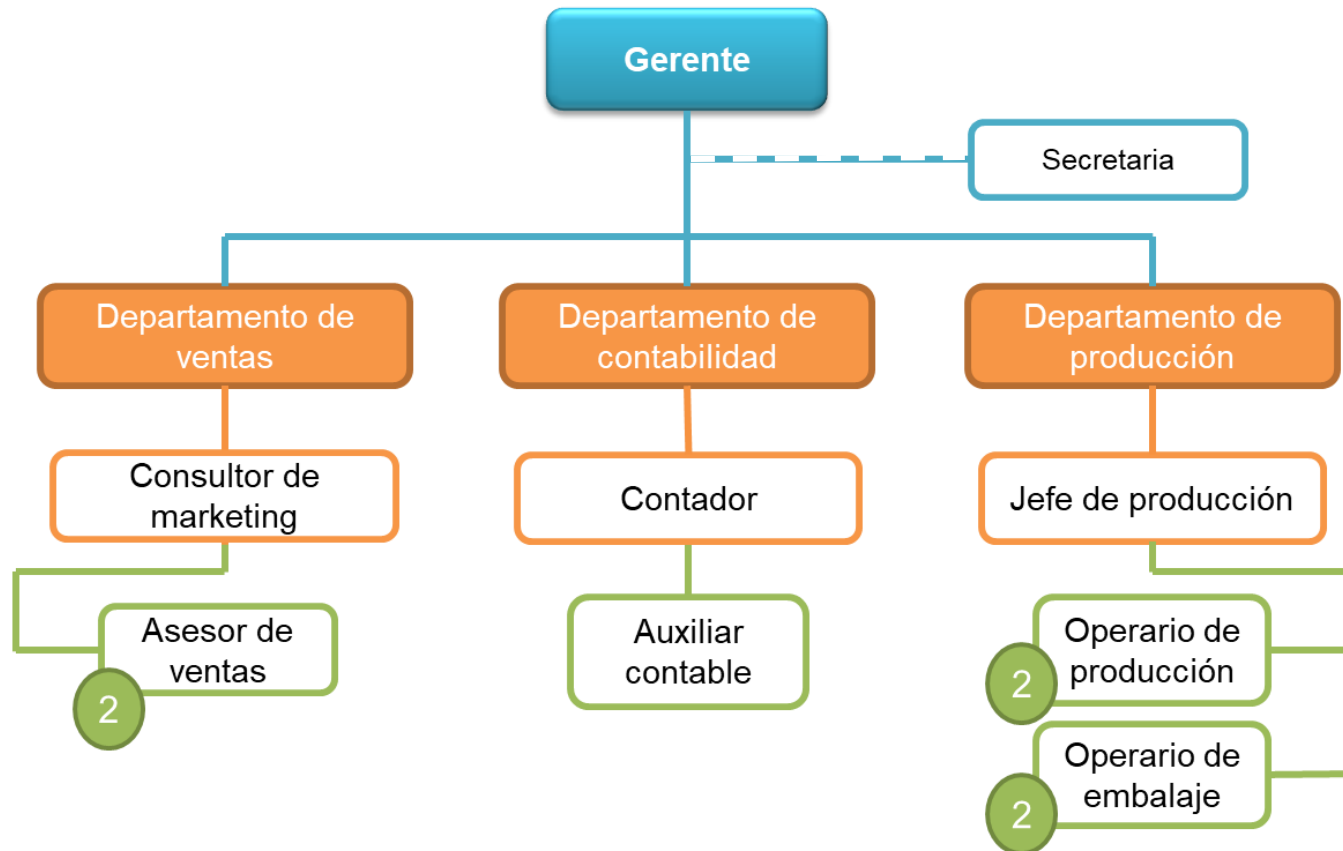 Gerente
Secretaria
Departamento de
ventas
Departamento de
contabilidad
Departamento de
producción
Consultor de
marketing
Contador
Jefe de producción
Asesor de
ventas
2
Auxiliar
contable
Operario de
producción
2
Operario de
embalaje
2